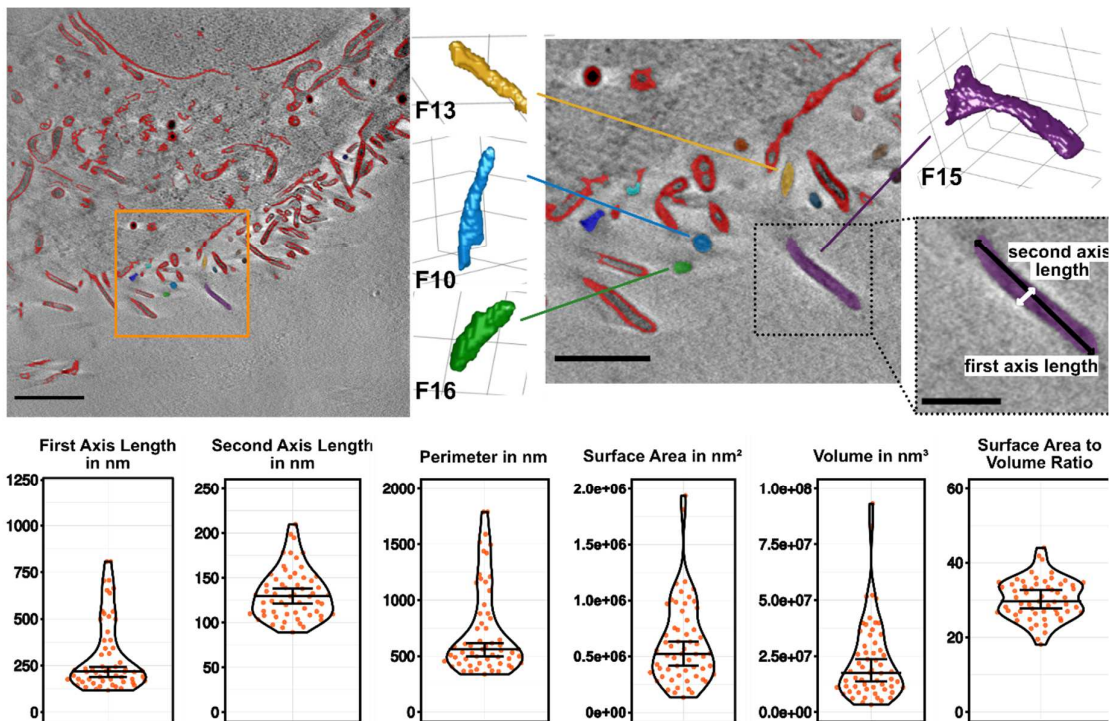 F13
F10
F16
F15
second axis
length
first axis length
First Axis Length
in nm
1250
1000
750
500
250
0
Second Axis Length
in nm
250
200
150
100
50
0
Perimeter in nm
2000
1500
1000
500
0
Surface Area in nm²
2.0e+06
1.5e+06
1.0e+06
5.0e+06
0.0e+00
Volume in nm³
1.0e+08
7.5e+07
5.0e+07
2.5e+07
0.0e+00
Surface Area to
Volume Ratio
60
40
20
0